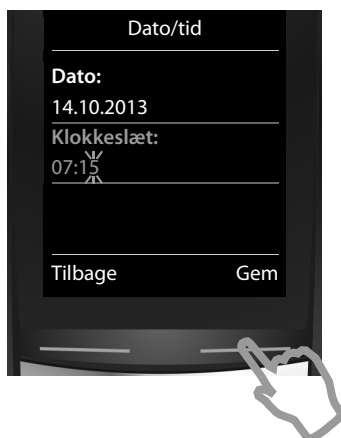 Dato/tid
Dato:
14.10.2013
Klokkeslæt:
07:15
Tilbage Gem